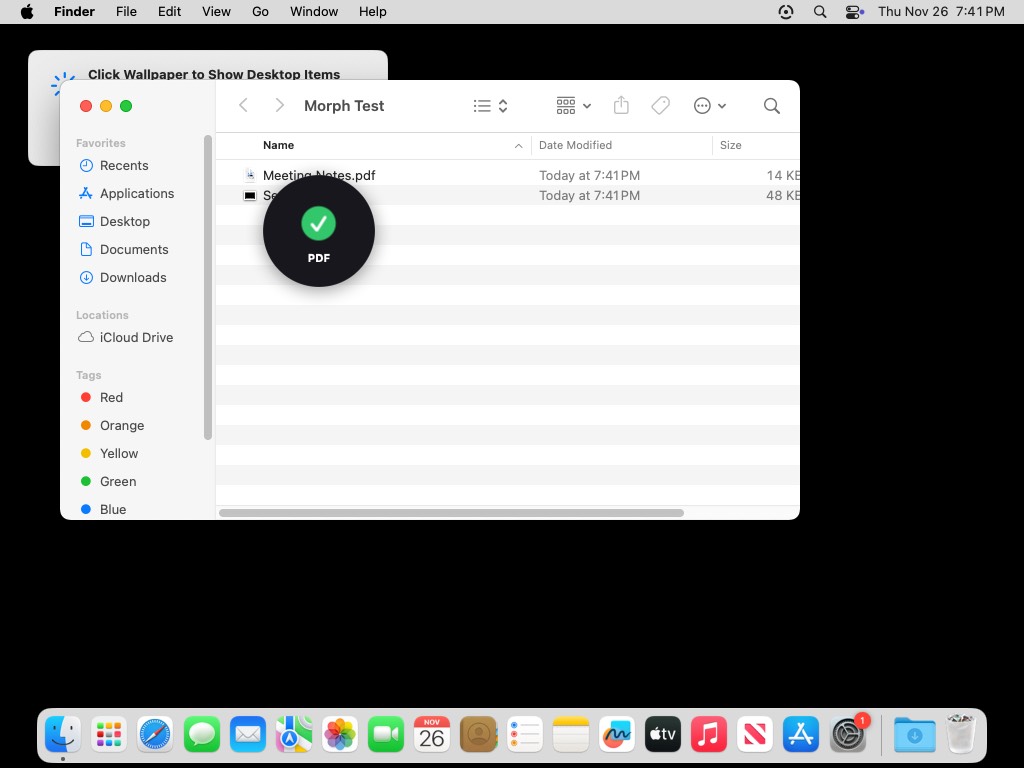 Finder File Edit View Go Window Help Thu Nov 26 7:41 PM
Click Wallpaper to Show Desktop Items
Morph Test
Favorites
Recents
Applications
Desktop
Documents
Downloads
Locations
iCloud Drive
Tags
Red
Orange
Yellow
Green
Blue
Name Date Modified Size
Meeting Notes.pdf Today at 7:41 PM 14 KB
Today at 7:41 PM 48 KB
PDF
NOV
26
tv
1